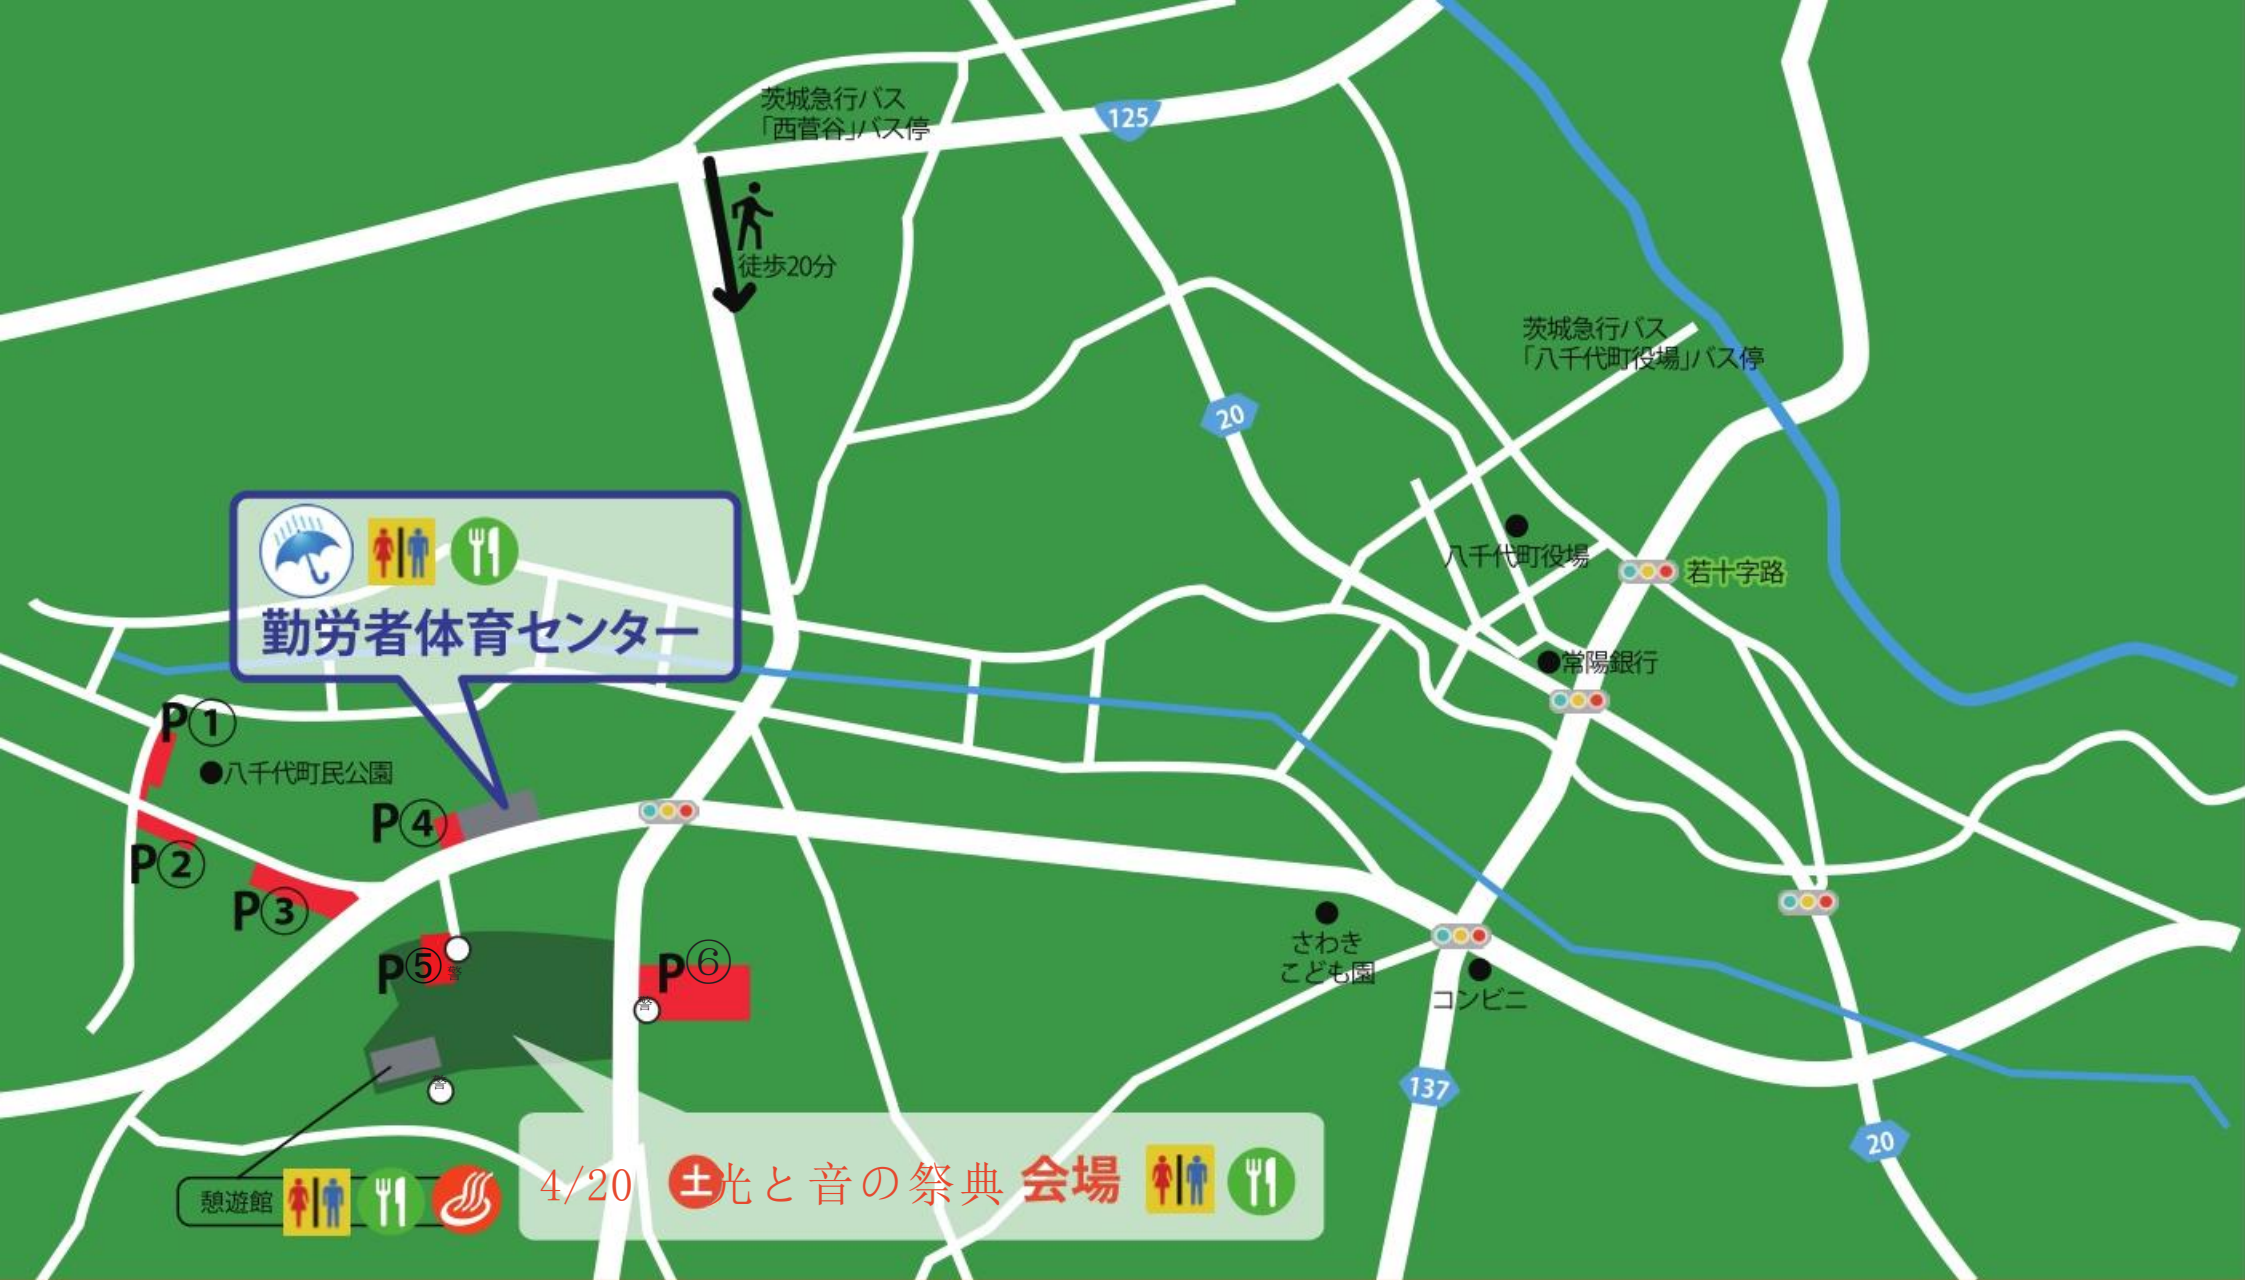 茨城急行バス
「西菅谷」バス停
125
徒歩20分
茨城急行バス
「八千代町役場」バス停
20
八千代町役場
若十字路
勤労者体育センター
常陽銀行
P①
●八千代町民公園
P④
P②
P③
さわき
こども園
P⑤
警
P⑥
警
コンビニ
警
137
20
憩遊館
4/20 土 光と音の祭典 会場